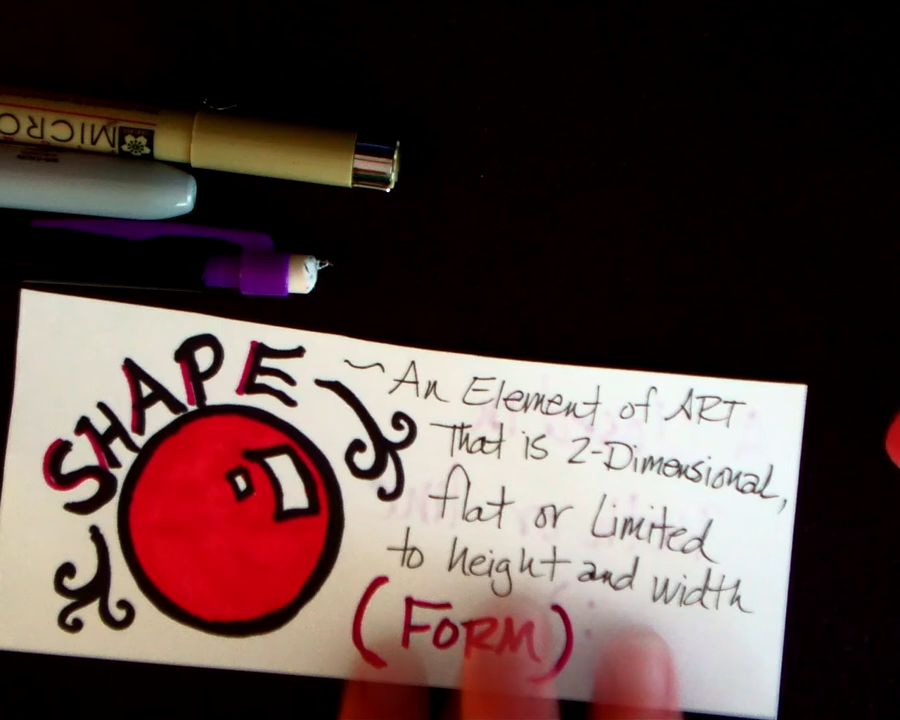 MICRO
SHAPE
~ An Element of ART
That is 2-Dimensional,
flat or Limited
to height and width
(FORM)